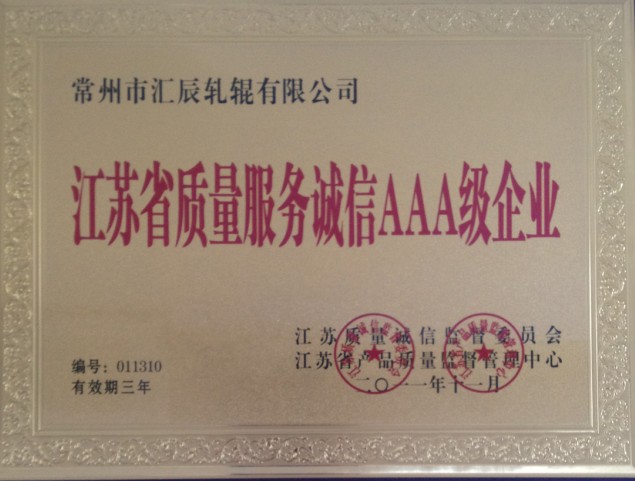 常州市汇辰轧辊有限公司
江苏省质量服务诚信AAA级企业
江苏质量诚信监督委员会
江苏省产品质量监督管理中心
二〇一一年十一月
编号：011310
有效期三年